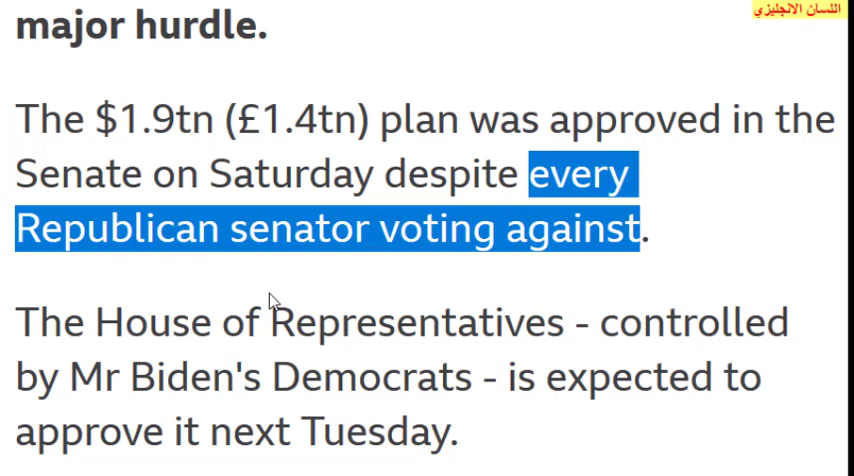 اللسان الانجليزي
major hurdle.
The $1.9tn (£1.4tn) plan was approved in the
Senate on Saturday despite every
Republican senator voting against.
The House of Representatives - controlled
by Mr Biden's Democrats - is expected to
approve it next Tuesday.